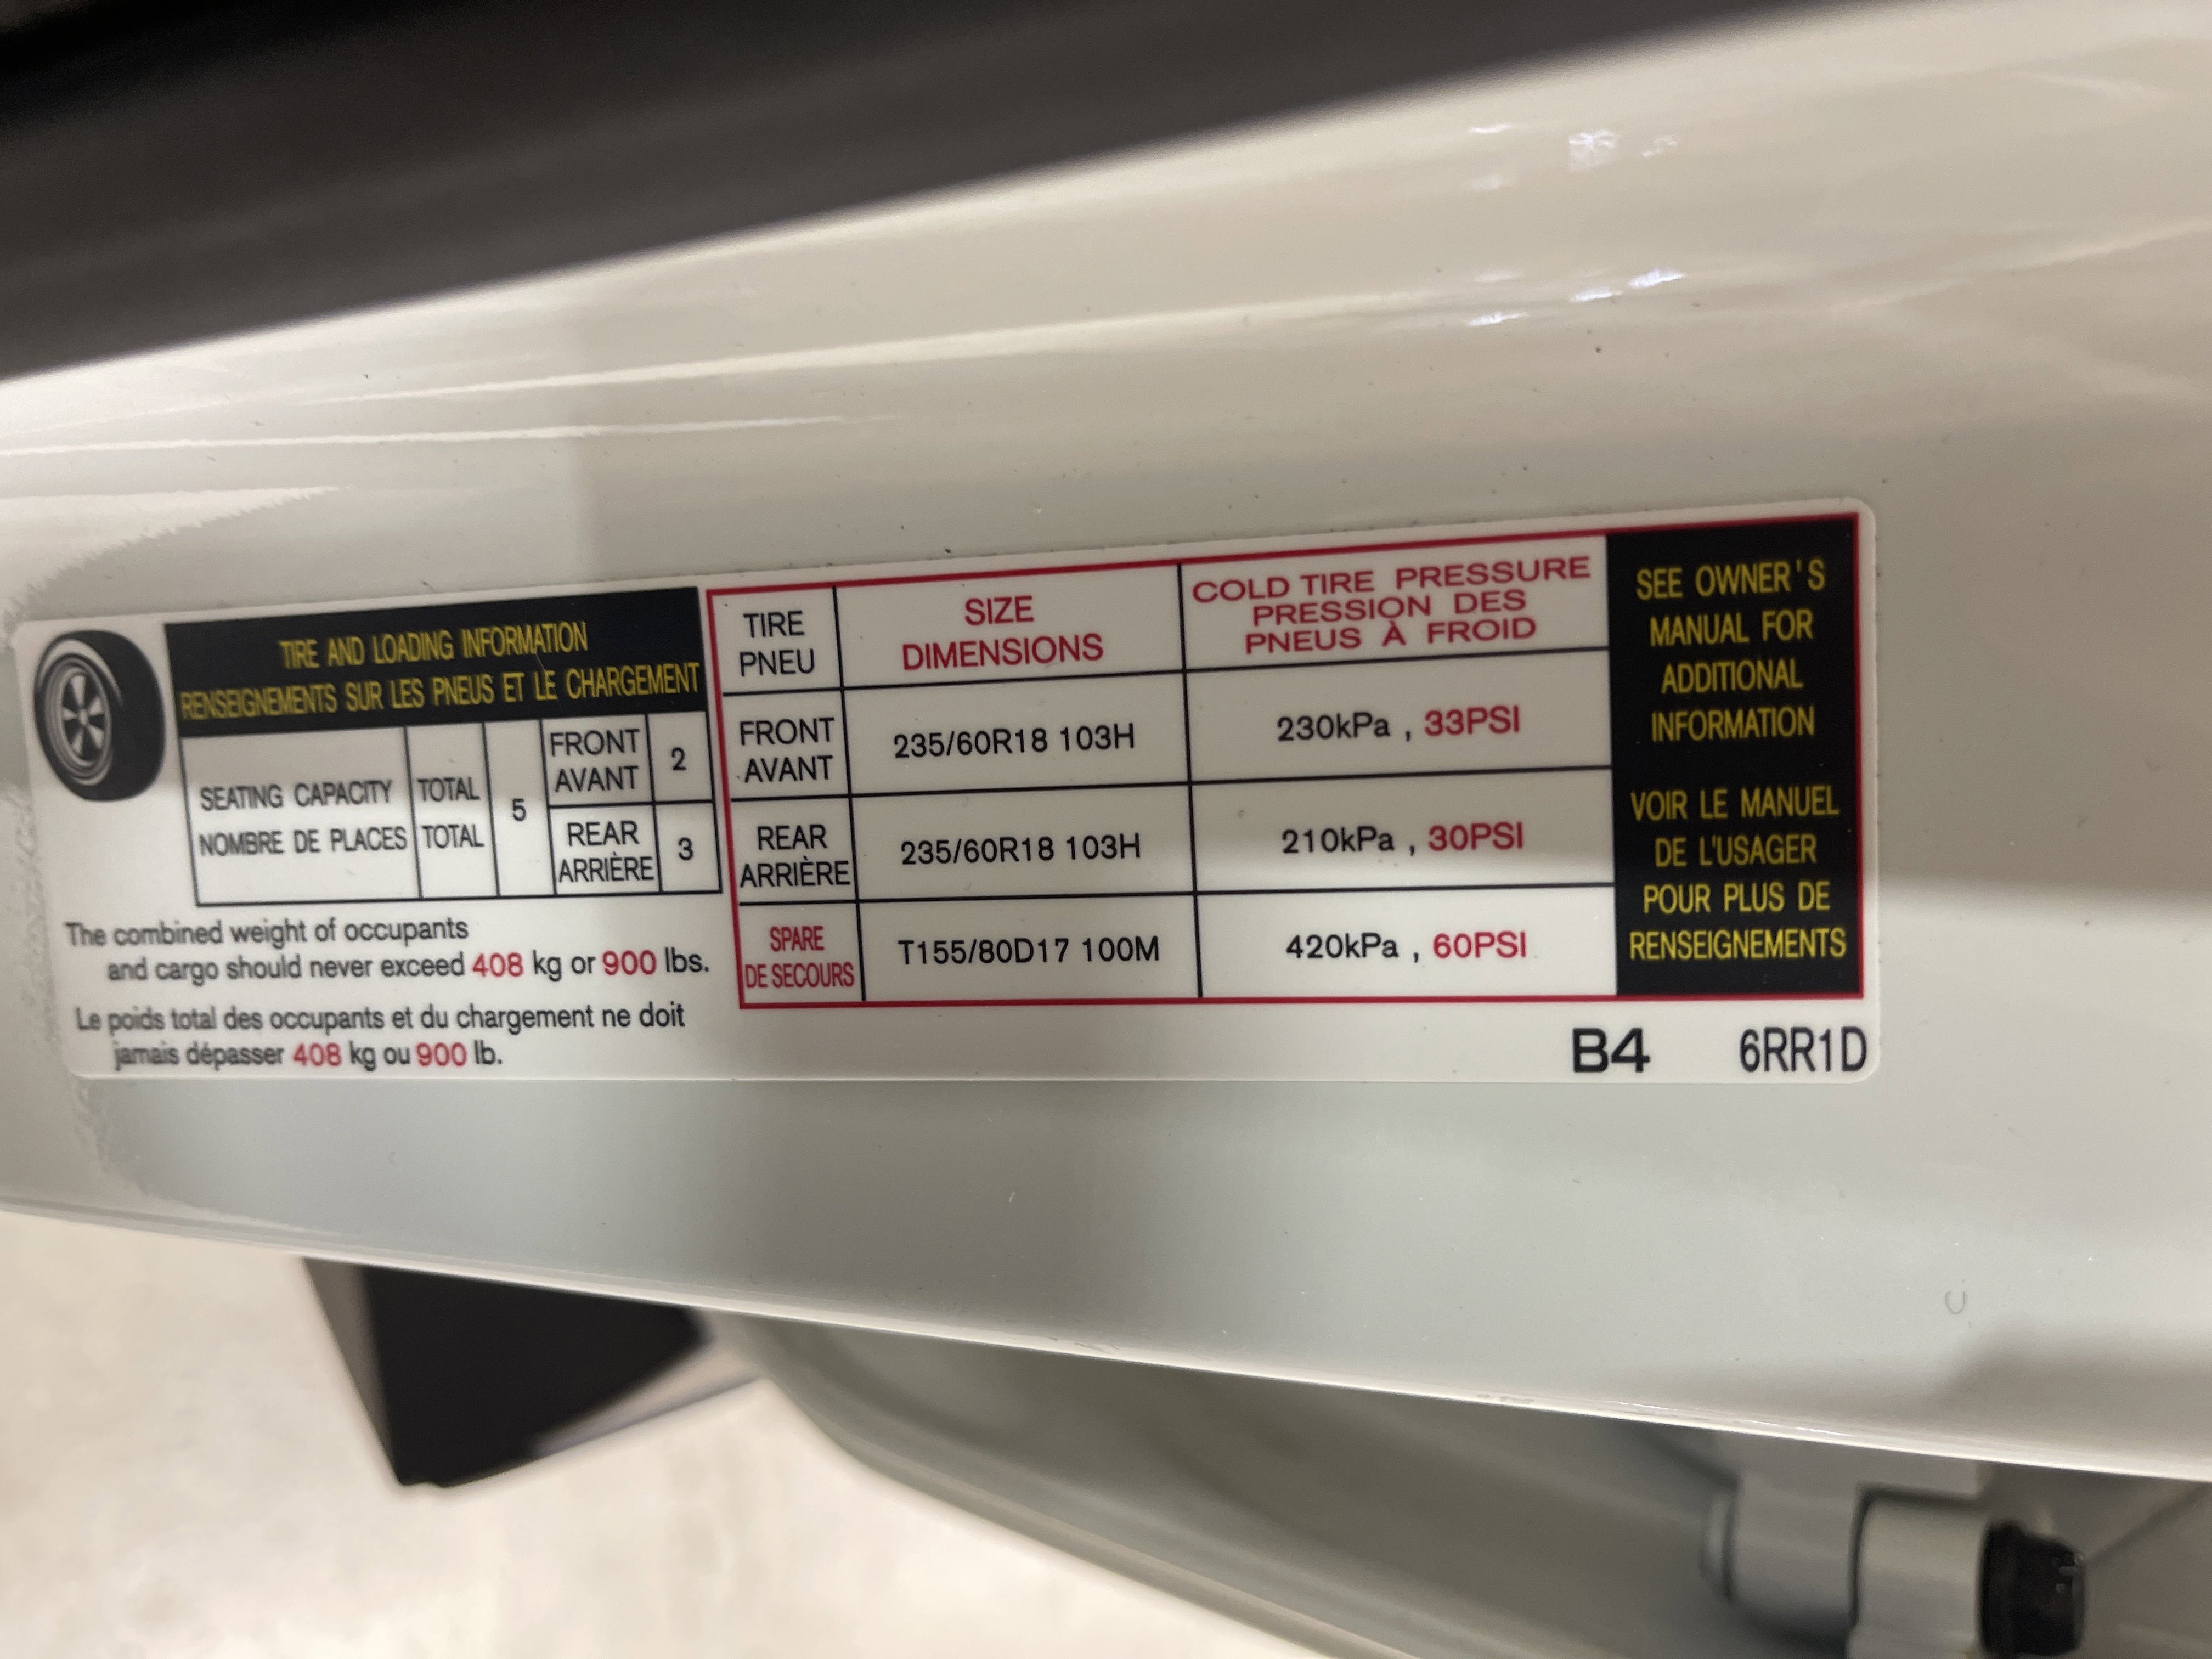 TIRE AND LOADING INFORMATION
RENSEIGNEMENTS SUR LES PNEUS ET LE CHARGEMENT
SEATING CAPACITY
NOMBRE DE PLACES
TOTAL
TOTAL
5
FRONT
AVANT
2
REAR
ARRIÈRE
3
The combined weight of occupants
and cargo should never exceed 408 kg or 900 lbs.
Le poids total des occupants et du chargement ne doit
jamais dépasser 408 kg ou 900 lb.
TIRE
PNEU
SIZE
DIMENSIONS
COLD TIRE PRESSURE
PRESSION DES
PNEUS À FROID
FRONT
AVANT
235/60R18 103H
230kPa , 33PSI
REAR
ARRIÈRE
235/60R18 103H
210kPa , 30PSI
SPARE
DE SECOURS
T155/80D17 100M
420kPa , 60PSI
SEE OWNER'S
MANUAL FOR
ADDITIONAL
INFORMATION
VOIR LE MANUEL
DE L'USAGER
POUR PLUS DE
RENSEIGNEMENTS
B4 6RR1D